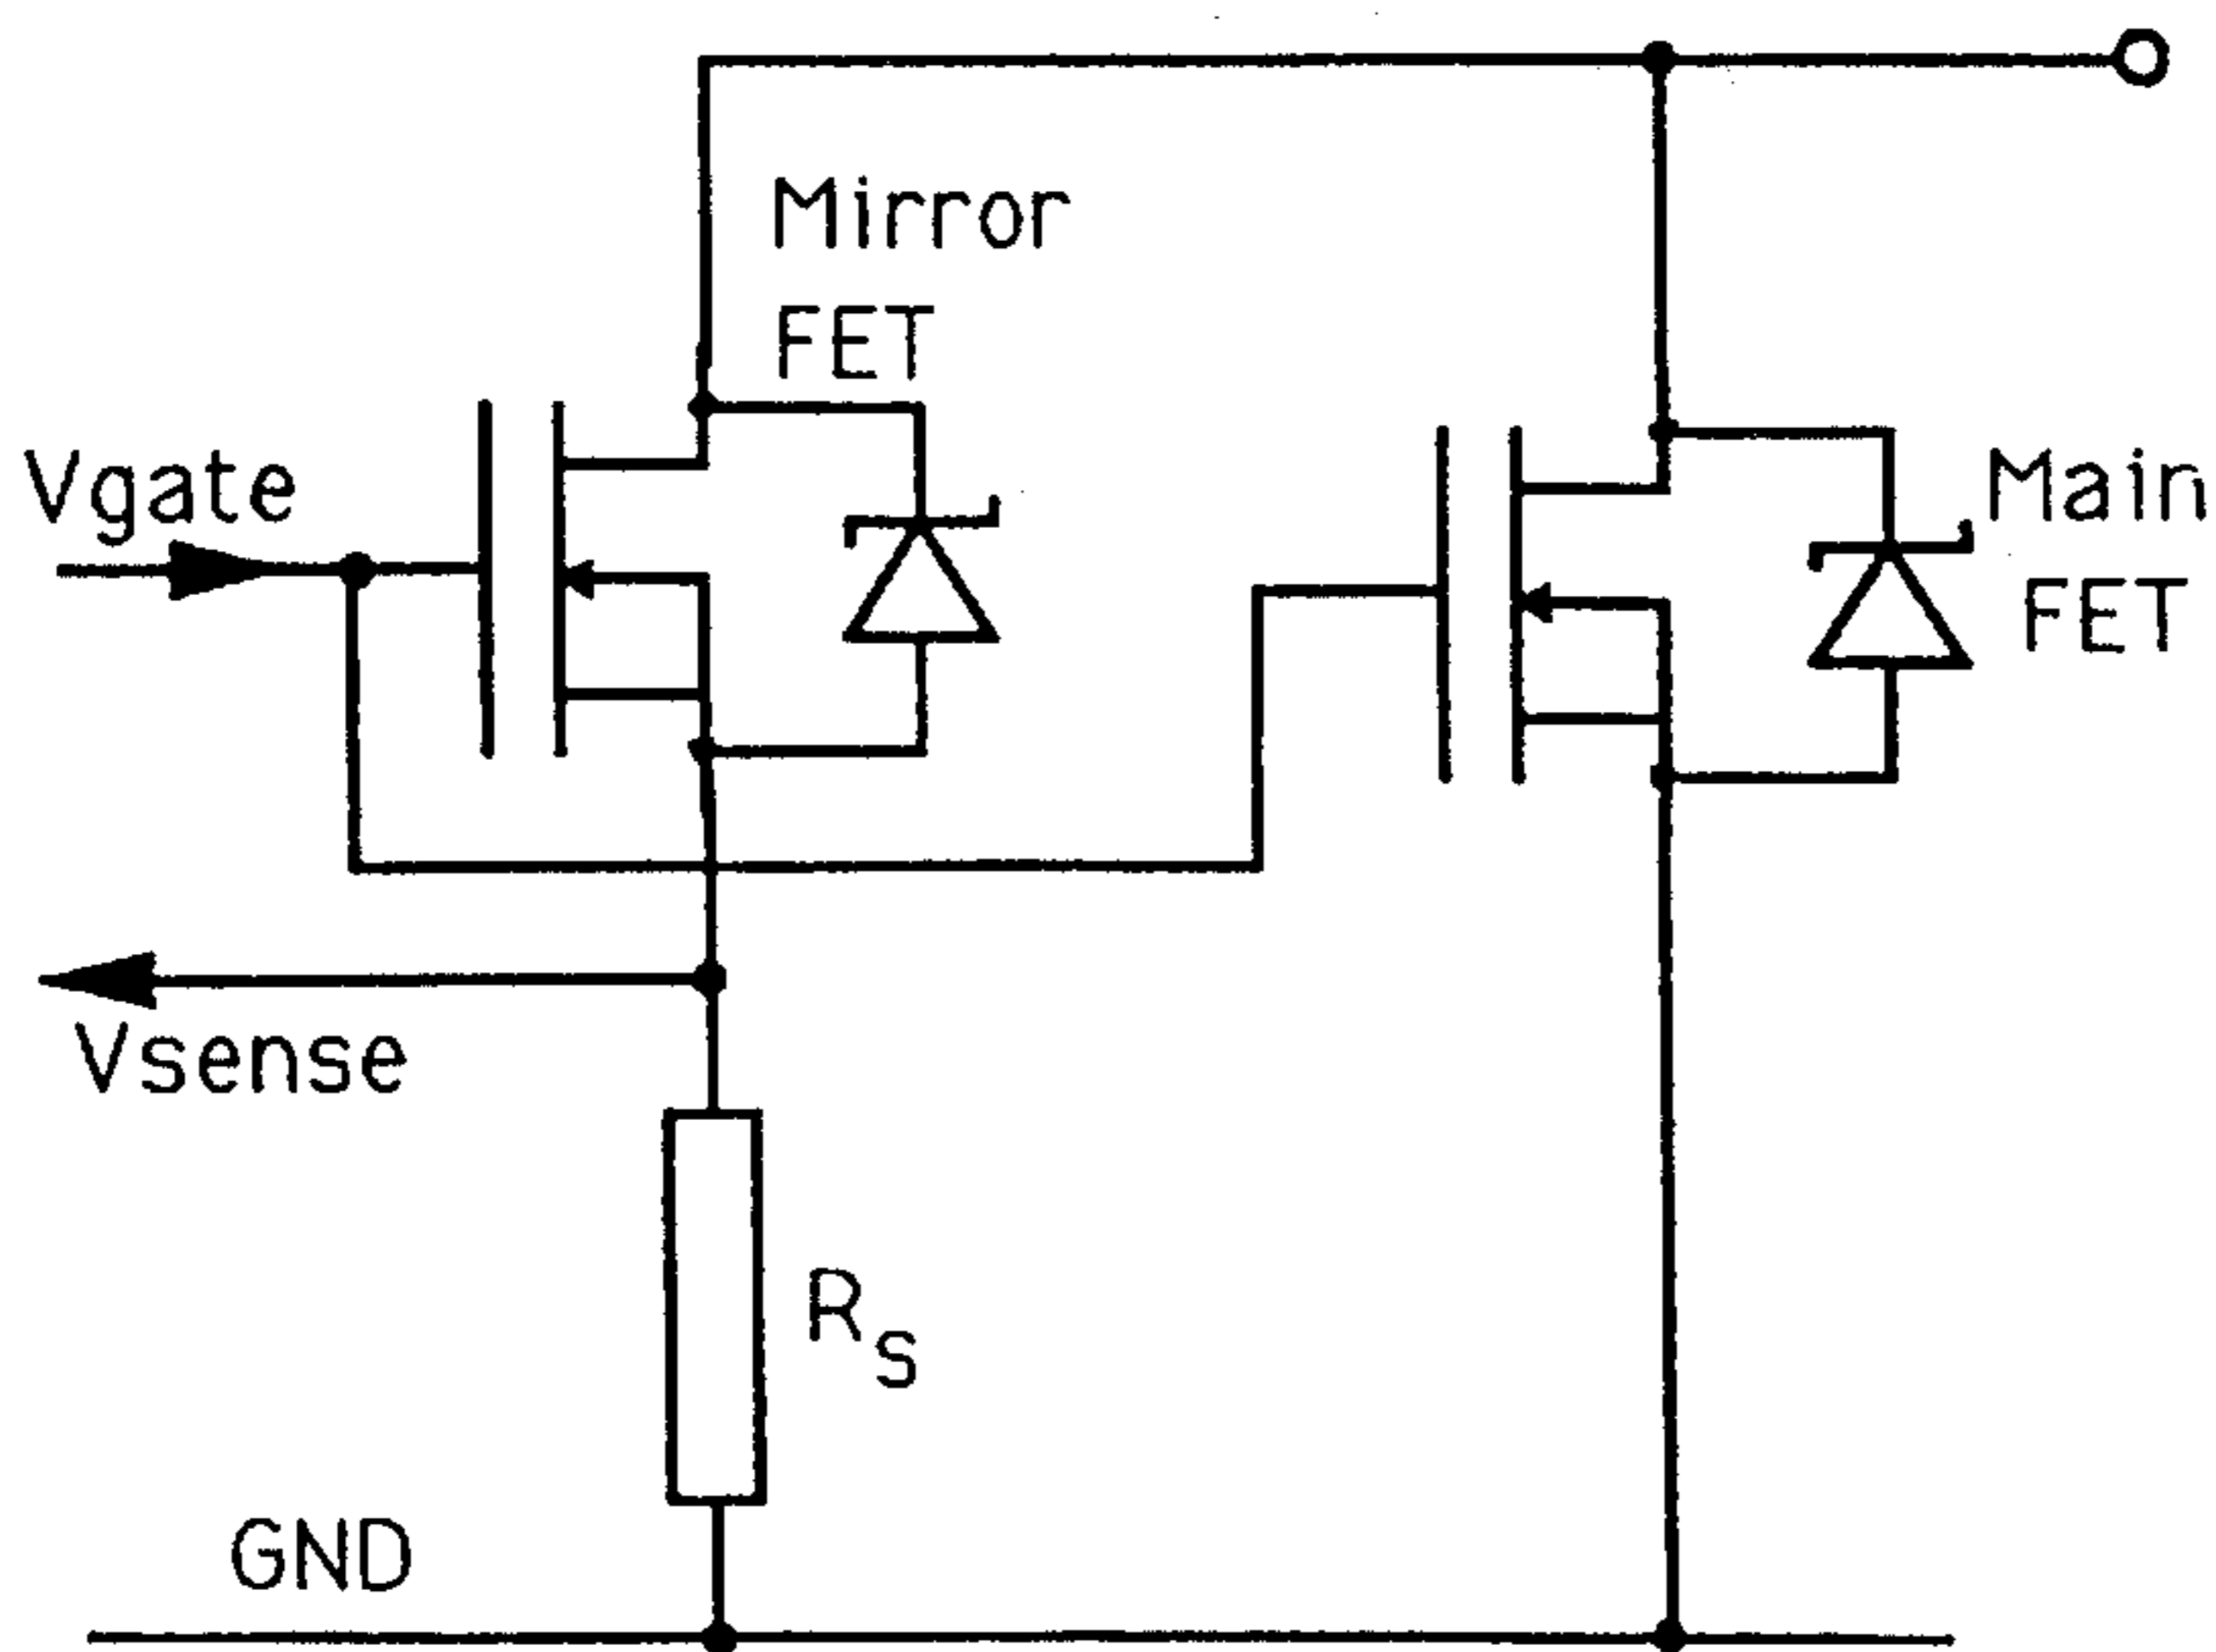 Mirror
FET
Vgate
Main
FET
Vsense
RS
GND